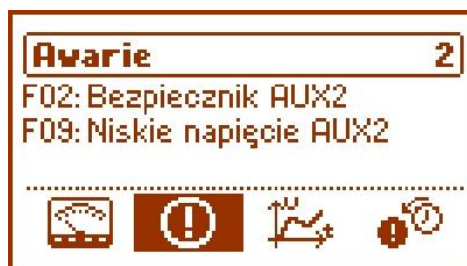 Awarie 2
F02: Bezpiecznik AUX2
F09: Niskie napięcie AUX2
U
t